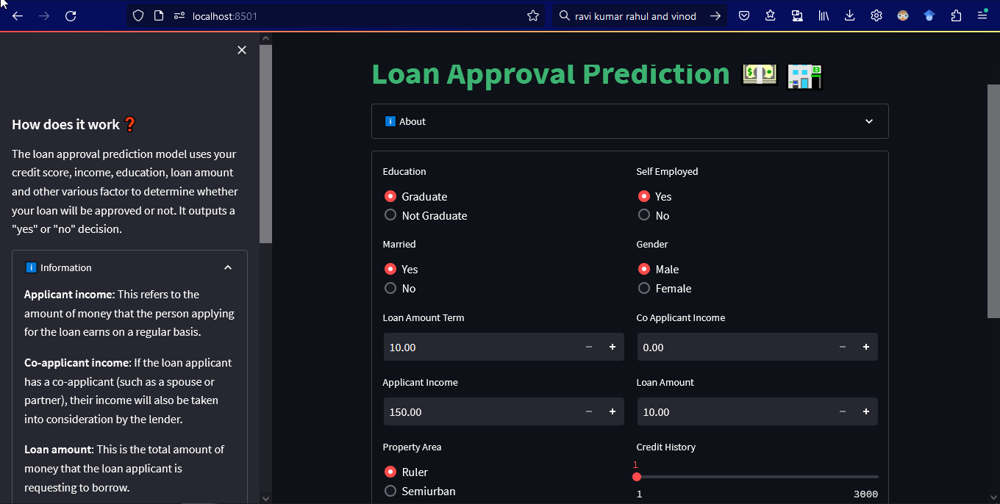 localhost:8501
ravi kumar rahul and vinod
How does it work ❓
The loan approval prediction model uses your
credit score, income, education, loan amount
and other various factor to determine whether
your loan will be approved or not. It outputs a
"yes" or "no" decision.
ℹ Information
Applicant income: This refers to the
amount of money that the person applying
for the loan earns on a regular basis.
Co-applicant income: If the loan applicant
has a co-applicant (such as a spouse or
partner), their income will also be taken
into consideration by the lender.
Loan amount: This is the total amount of
money that the loan applicant is
requesting to borrow.
Loan Approval Prediction 💵 🏪
ℹ About
Education
Graduate
Not Graduate
Self Employed
Yes
No
Married
Yes
No
Gender
Male
Female
Loan Amount Term
10.00
Co Applicant Income
0.00
Applicant Income
150.00
Loan Amount
10.00
Property Area
Ruler
Semiurban
Credit History
1
1 3000